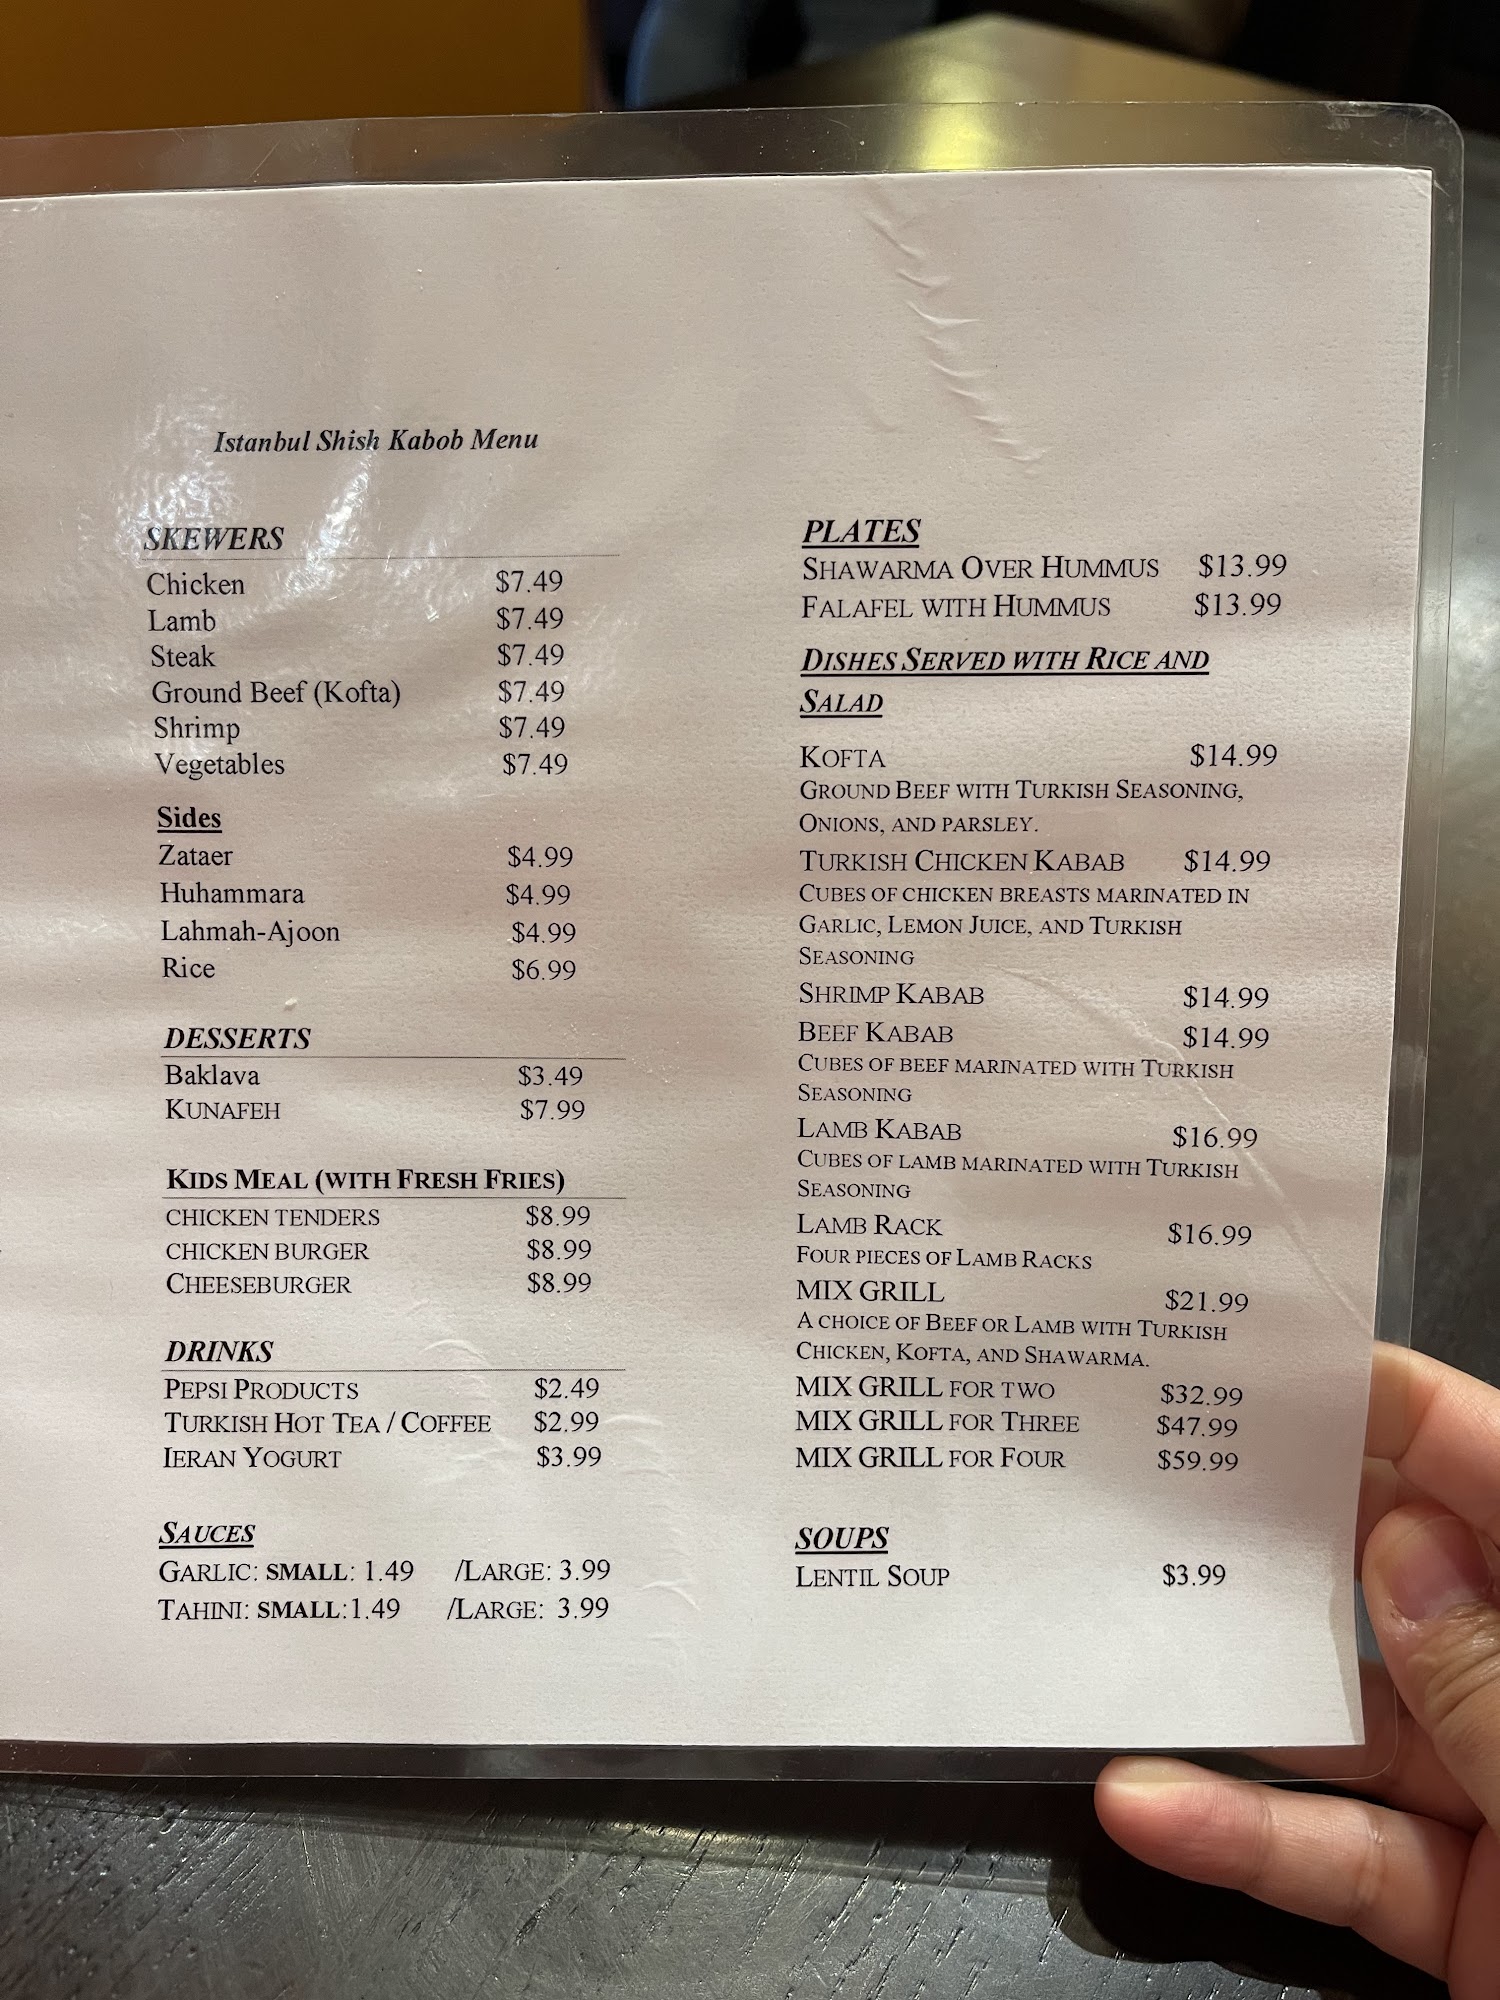 Istanbul Shish Kabob Menu
SKEWERS
Chicken $7.49
Lamb $7.49
Steak $7.49
Ground Beef (Kofta) $7.49
Shrimp $7.49
Vegetables $7.49
Sides
Zataer $4.99
Huhammara $4.99
Lahmah-Ajoon $4.99
Rice $6.99
DESSERTS
Baklava $3.49
KUNAFEH $7.99
KIDS MEAL (WITH FRESH FRIES)
CHICKEN TENDERS $8.99
CHICKEN BURGER $8.99
CHEESEBURGER $8.99
DRINKS
PEPSI PRODUCTS $2.49
TURKISH HOT TEA / COFFEE $2.99
IERAN YOGURT $3.99
SAUCES
GARLIC: SMALL: 1.49 /LARGE: 3.99
TAHINI: SMALL:1.49 /LARGE: 3.99
PLATES
SHAWARMA OVER HUMMUS $13.99
FALAFEL WITH HUMMUS $13.99
DISHES SERVED WITH RICE AND
SALAD
KOFTA $14.99
GROUND BEEF WITH TURKISH SEASONING,
ONIONS, AND PARSLEY.
TURKISH CHICKEN KABAB $14.99
CUBES OF CHICKEN BREASTS MARINATED IN
GARLIC, LEMON JUICE, AND TURKISH
SEASONING
SHRIMP KABAB $14.99
BEEF KABAB $14.99
CUBES OF BEEF MARINATED WITH TURKISH
SEASONING
LAMB KABAB $16.99
CUBES OF LAMB MARINATED WITH TURKISH
SEASONING
LAMB RACK $16.99
FOUR PIECES OF LAMB RACKS
MIX GRILL $21.99
A CHOICE OF BEEF OR LAMB WITH TURKISH
CHICKEN, KOFTA, AND SHAWARMA.
MIX GRILL FOR TWO $32.99
MIX GRILL FOR THREE $47.99
MIX GRILL FOR FOUR $59.99
SOUPS
LENTIL SOUP $3.99